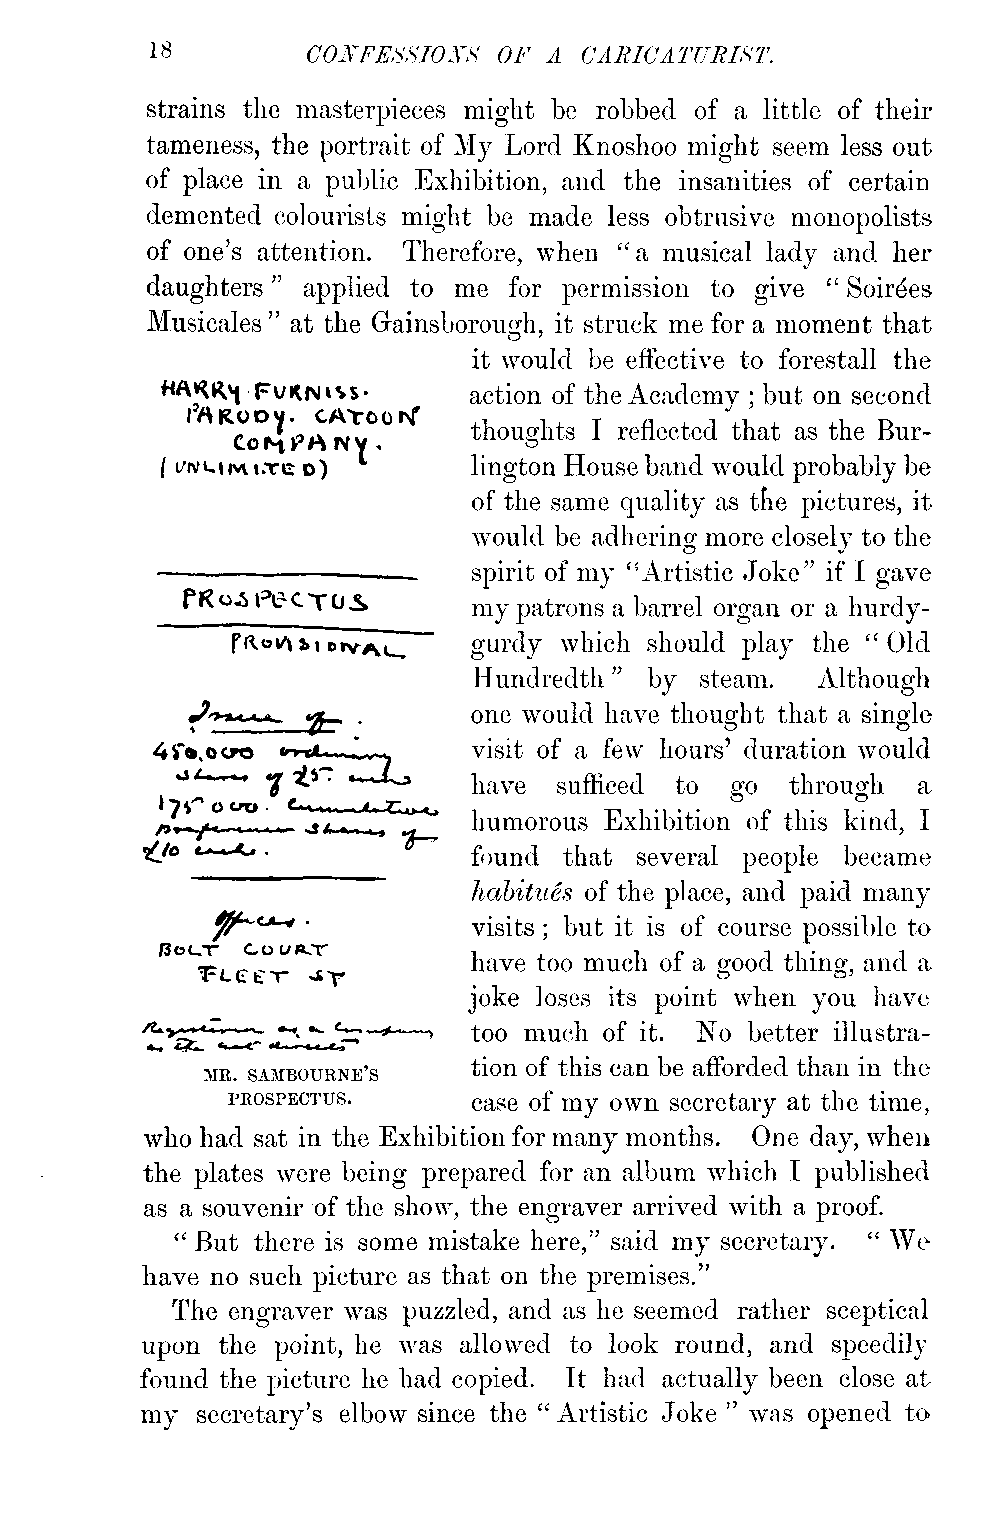 18 CONFESSIONS OF A CARICATURIST.
strains the masterpieces might be robbed of a little of their
tameness, the portrait of My Lord Knoshoo might seem less out
of place in a public Exhibition, and the insanities of certain
demented colourists might be made less obtrusive monopolists
of one's attention. Therefore, when "a musical lady and her
daughters" applied to me for permission to give "Soirées
Musicales" at the Gainsborough, it struck me for a moment that
it would be effective to forestall the
action of the Academy; but on second
thoughts I reflected that as the Bur-
lington House band would probably be
of the same quality as the pictures, it
would be adhering more closely to the
spirit of my "Artistic Joke" if I gave
my patrons a barrel organ or a hurdy-
gurdy which should play the "Old
Hundredth" by steam. Although
one would have thought that a single
visit of a few hours' duration would
have sufficed to go through a
humorous Exhibition of this kind, I
found that several people became
habitués of the place, and paid many
visits; but it is of course possible to
have too much of a good thing, and a
joke loses its point when you have
too much of it. No better illustra-
tion of this can be afforded than in the
case of my own secretary at the time,
HARRY FURNISS.
PARODY. CATOON
COMPANY.
(UNLIMITED)
PROSPECTUS
PROVISIONAL
Issue of.
450,000 ordinary
shares of £5. each
175000. Cummulative
preference shares of
£10 each.
Offices.
BOLT COURT
FLEET ST
Registration as a Company
MR. SAMBOURNE'S
PROSPECTUS.
who had sat in the Exhibition for many months. One day, when
the plates were being prepared for an album which I published
as a souvenir of the show, the engraver arrived with a proof.
"But there is some mistake here," said my secretary. "We
have no such picture as that on the premises."
The engraver was puzzled, and as he seemed rather sceptical
upon the point, he was allowed to look round, and speedily
found the picture he had copied. It had actually been close at
my secretary's elbow since the "Artistic Joke" was opened to